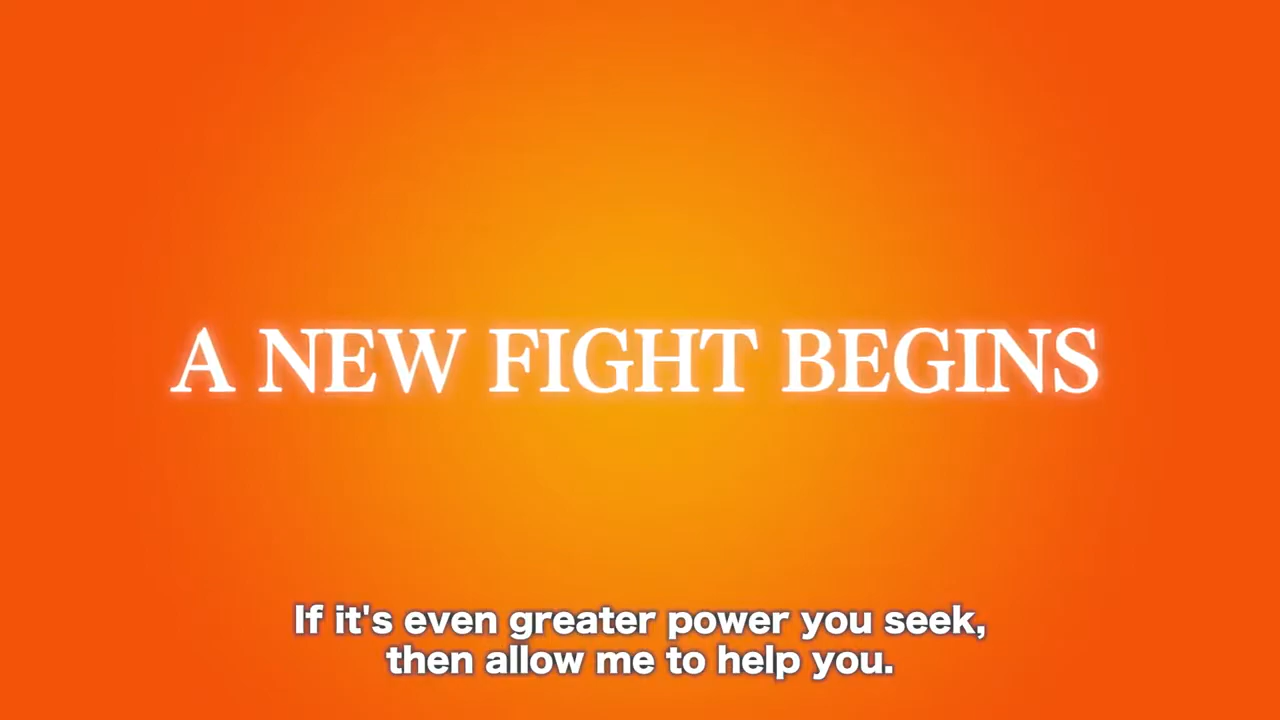 A NEW FIGHT BEGINS
If it's even greater power you seek,
then allow me to help you.